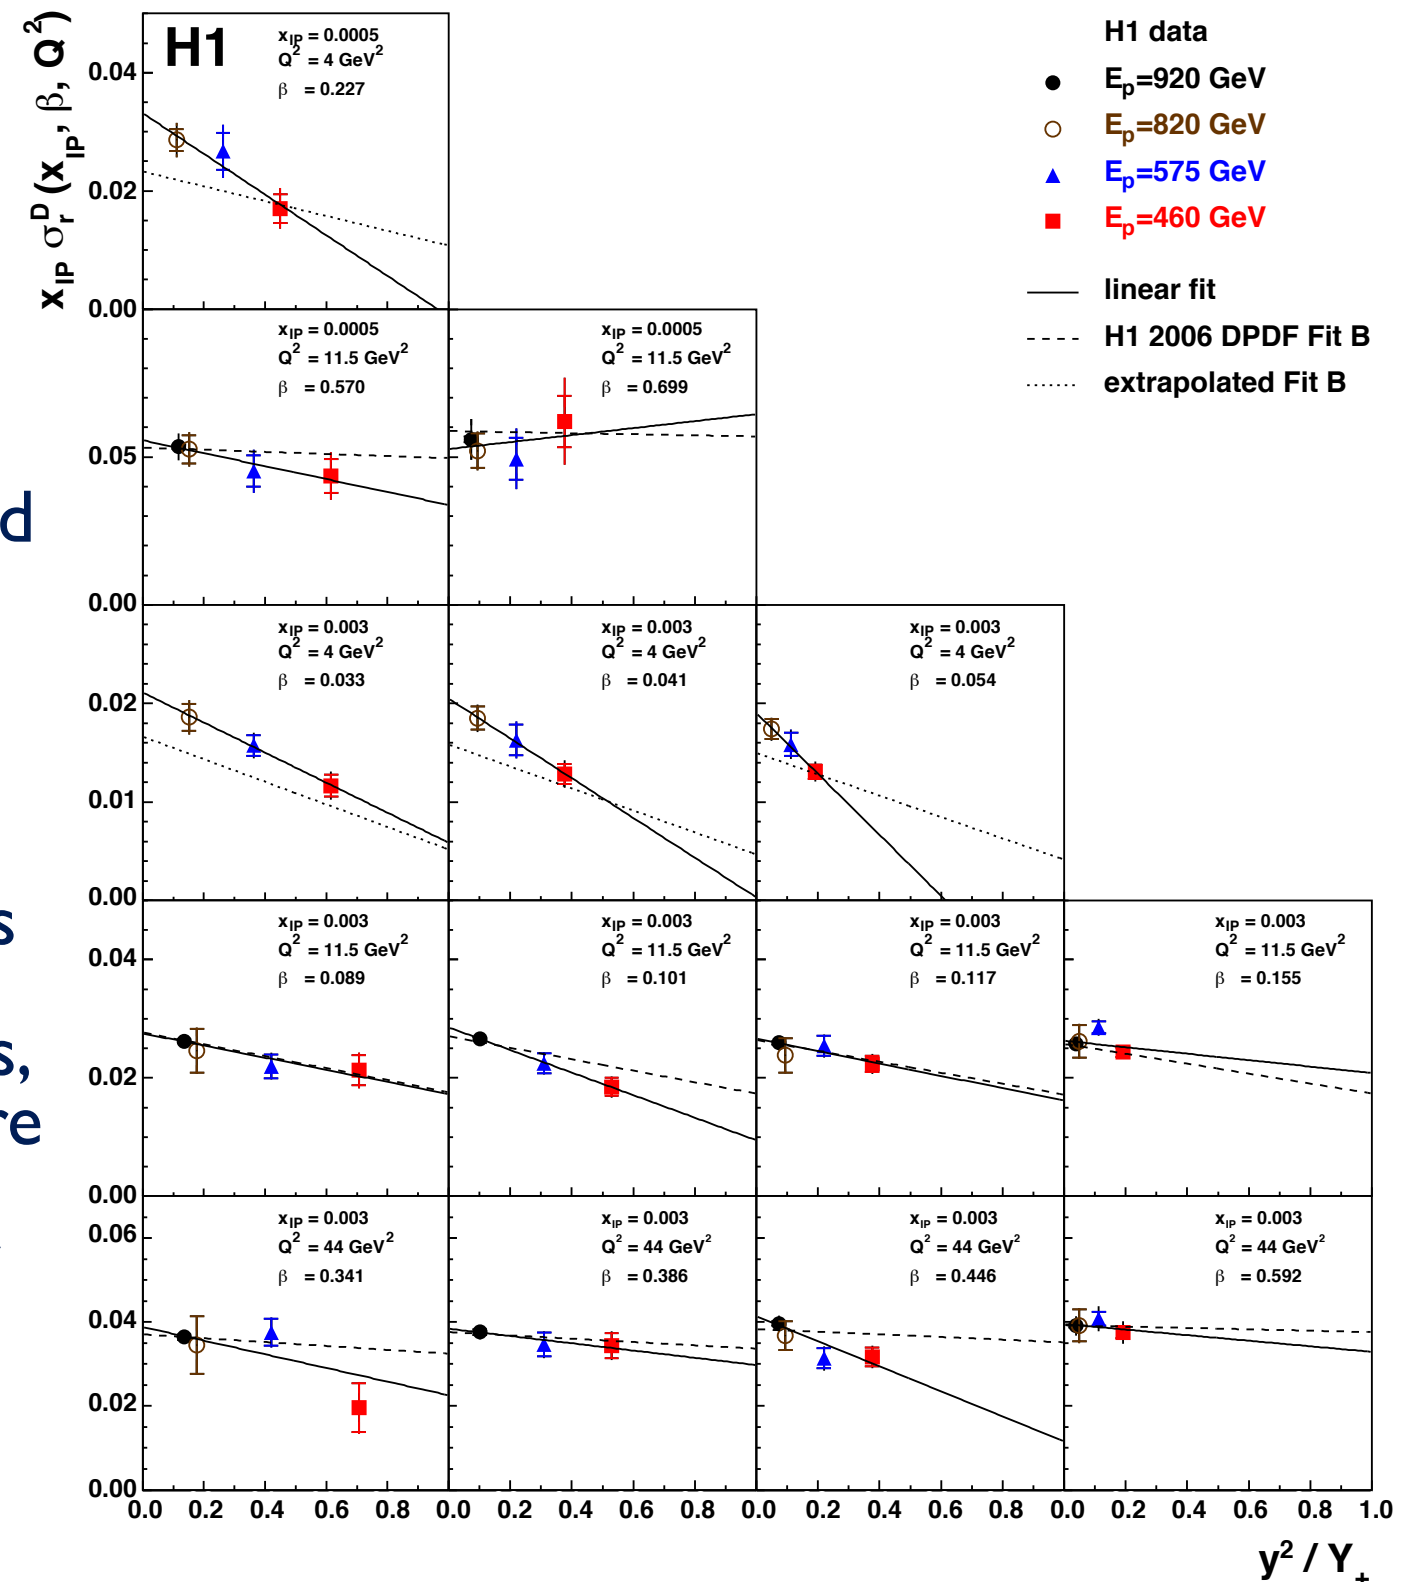 x_IP σ_r^D (x_IP, β, Q²)
H1
x_IP = 0.0005
Q² = 4 GeV²
β = 0.227
H1 data
E_p=920 GeV
E_p=820 GeV
E_p=575 GeV
E_p=460 GeV
linear fit
H1 2006 DPDF Fit B
extrapolated Fit B
0.04
0.02
0.00
x_IP = 0.0005
Q² = 11.5 GeV²
β = 0.570
x_IP = 0.0005
Q² = 11.5 GeV²
β = 0.699
0.05
0.00
d
x_IP = 0.003
Q² = 4 GeV²
β = 0.033
x_IP = 0.003
Q² = 4 GeV²
β = 0.041
x_IP = 0.003
Q² = 4 GeV²
β = 0.054
0.02
0.01
0.00
s
x_IP = 0.003
Q² = 11.5 GeV²
β = 0.089
x_IP = 0.003
Q² = 11.5 GeV²
β = 0.101
x_IP = 0.003
Q² = 11.5 GeV²
β = 0.117
x_IP = 0.003
Q² = 11.5 GeV²
β = 0.155
0.04
0.02
0.00
s,
re
x_IP = 0.003
Q² = 44 GeV²
β = 0.341
x_IP = 0.003
Q² = 44 GeV²
β = 0.386
x_IP = 0.003
Q² = 44 GeV²
β = 0.446
x_IP = 0.003
Q² = 44 GeV²
β = 0.592
0.06
0.04
0.02
0.00
0.0 0.2 0.4 0.6 0.8 0.0 0.2 0.4 0.6 0.8 0.0 0.2 0.4 0.6 0.8 0.0 0.2 0.4 0.6 0.8 1.0
y² / Y₊